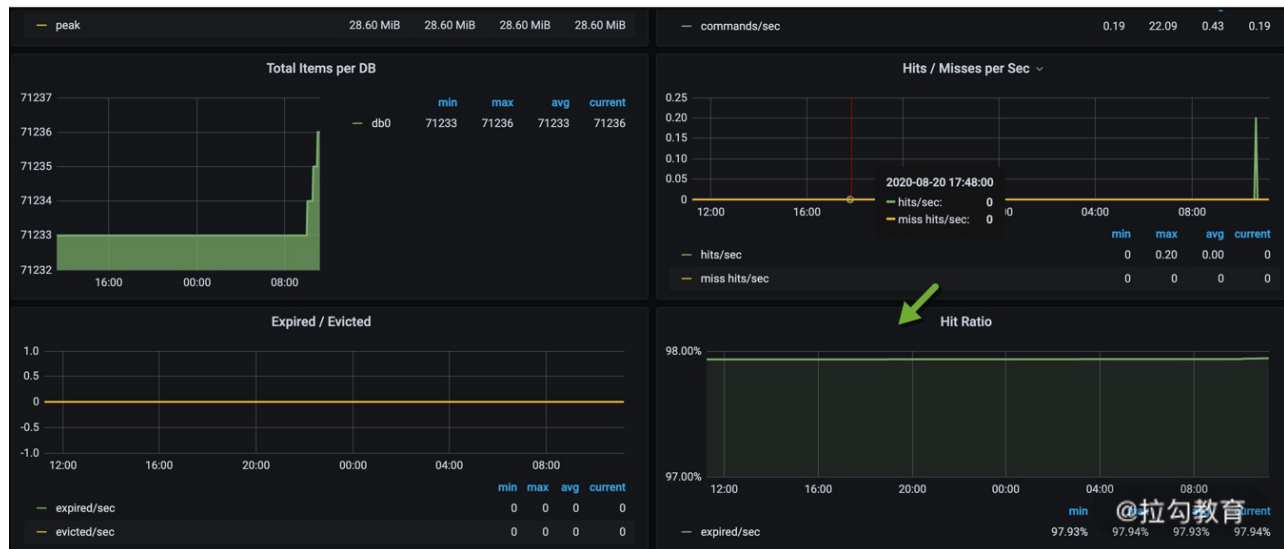 peak 28.60 MiB 28.60 MiB 28.60 MiB 28.60 MiB
commands/sec 0.19 22.09 0.43 0.19
Total Items per DB
71237
71236
71235
71234
71233
71232
16:00 00:00 08:00
min max avg current
db0 71233 71236 71233 71236
Hits / Misses per Sec
0.25
0.20
0.15
0.10
0.05
0
12:00 16:00 04:00 08:00
2020-08-20 17:48:00
hits/sec: 0
miss hits/sec: 0
min max avg current
hits/sec 0 0.20 0.00 0
miss hits/sec 0 0 0 0
Expired / Evicted
1.0
0.5
0
-0.5
-1.0
12:00 16:00 20:00 00:00 04:00 08:00
min max avg current
expired/sec 0 0 0 0
evicted/sec 0 0 0 0
Hit Ratio
98.00%
97.00%
12:00 16:00 20:00 00:00 04:00 08:00
min
@拉勾教育
expired/sec 97.93% 97.94% 97.93% 97.94%